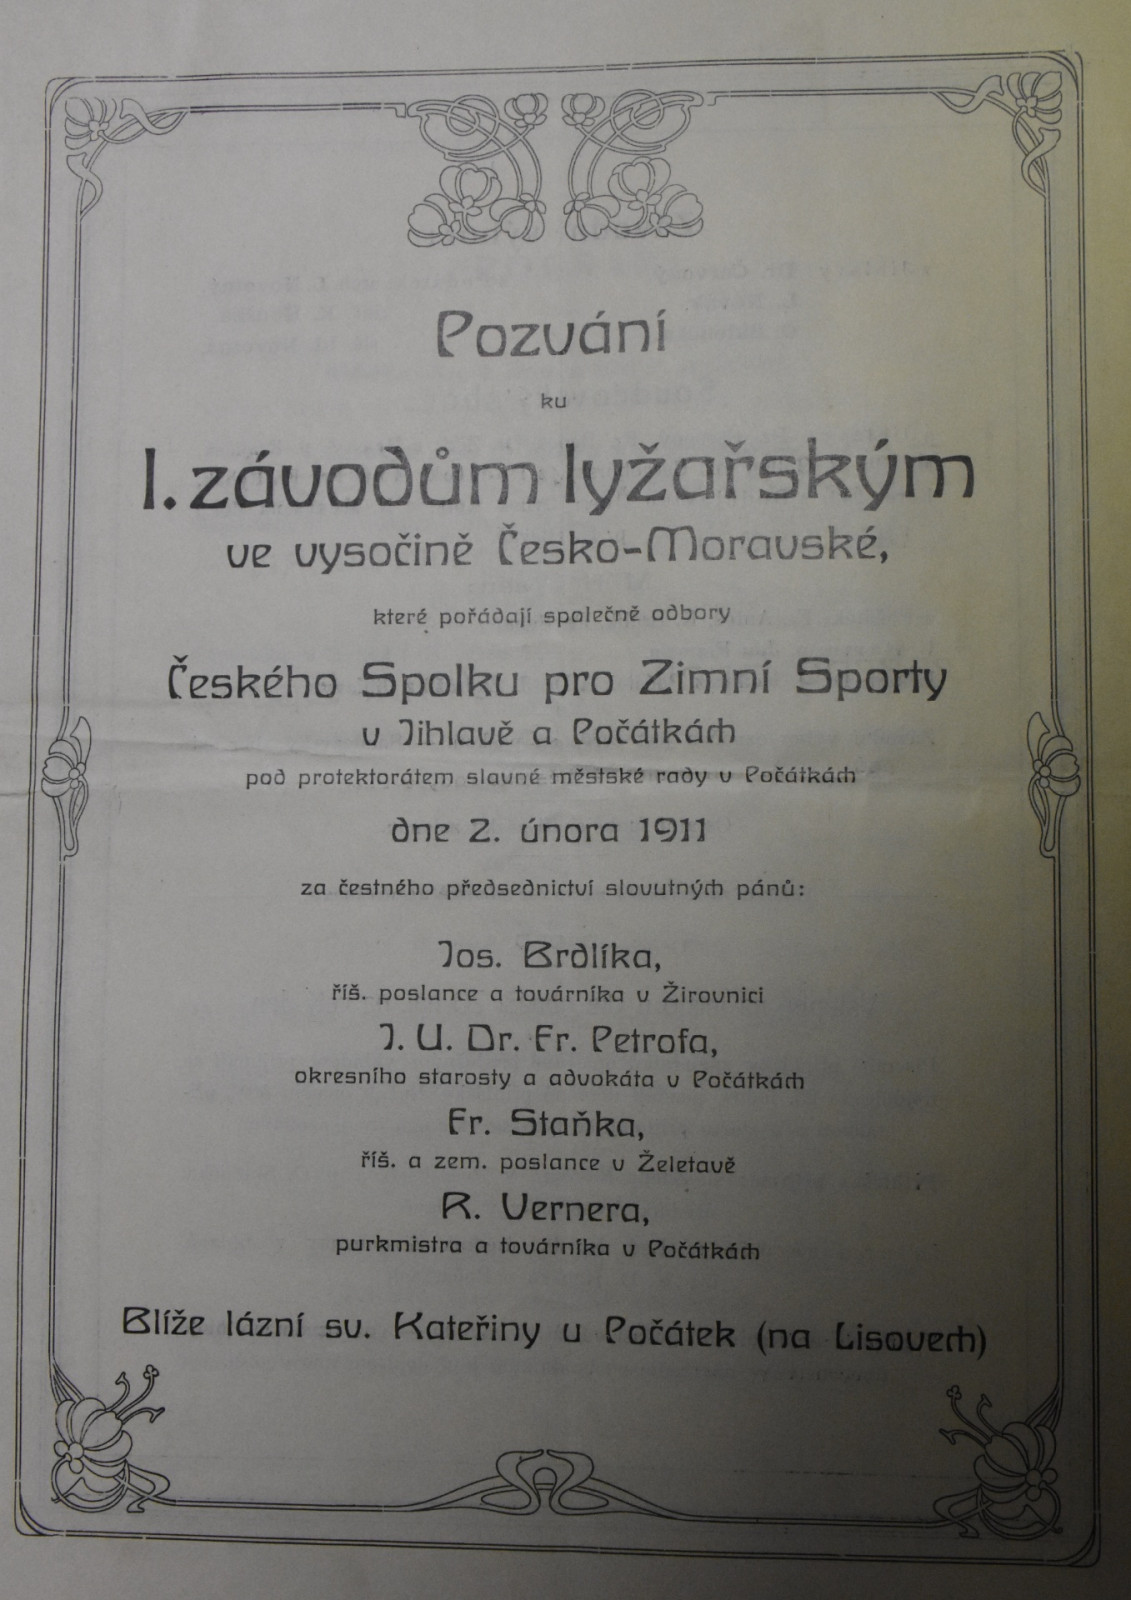 Pozvání
ku
I. závodům lyžařským
ve vysočině Česko-Moravské,
které pořádají společně odbory
Českého Spolku pro Zimní Sporty
v Jihlavě a Počátkách
pod protektorátem slavné městské rady v Počátkách
dne 2. února 1911
za čestného předsednictví slovutných pánů:
Jos. Brdlíka,
říš. poslance a továrníka v Žirovnici
J. U. Dr. Fr. Petrofa,
okresního starosty a advokáta v Počátkách
Fr. Staňka,
říš. a zem. poslance v Želetavě
R. Vernera,
purkmistra a továrníka v Počátkách
Blíže lázní sv. Kateřiny u Počátek (na Lisovech)